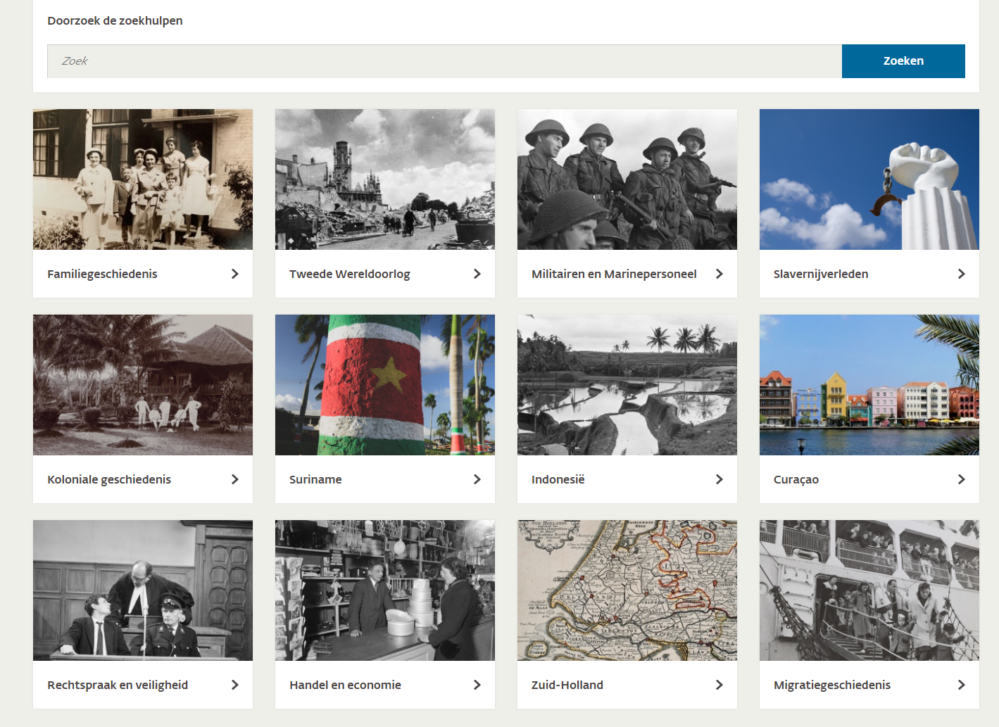 Doorzoek de zoekhulpen
Zoek
Zoeken
Familiegeschiedenis
Tweede Wereldoorlog
Militairen en Marinepersoneel
Slavernijverleden
Koloniale geschiedenis
Suriname
Indonesië
Curaçao
Rechtspraak en veiligheid
Handel en economie
Zuid-Holland
Migratiegeschiedenis